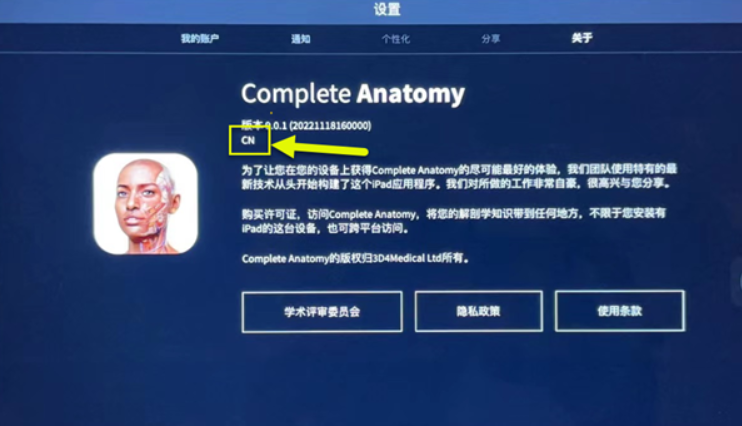 设置
我的账户
通知
个性化
分享
关于
Complete Anatomy
版本 9.0.1 (20221118160000)
CN
为了让您在您的设备上获得Complete Anatomy的尽可能最好的体验，我们团队使用特有的最
新技术从头开始构建了这个iPad应用程序。我们对所做的工作非常自豪，很高兴与您分享。
购买许可证，访问Complete Anatomy，将您的解剖学知识带到任何地方，不限于您安装有
iPad的这台设备，也可跨平台访问。
Complete Anatomy的版权归3D4Medical Ltd所有。
学术评审委员会
隐私政策
使用条款